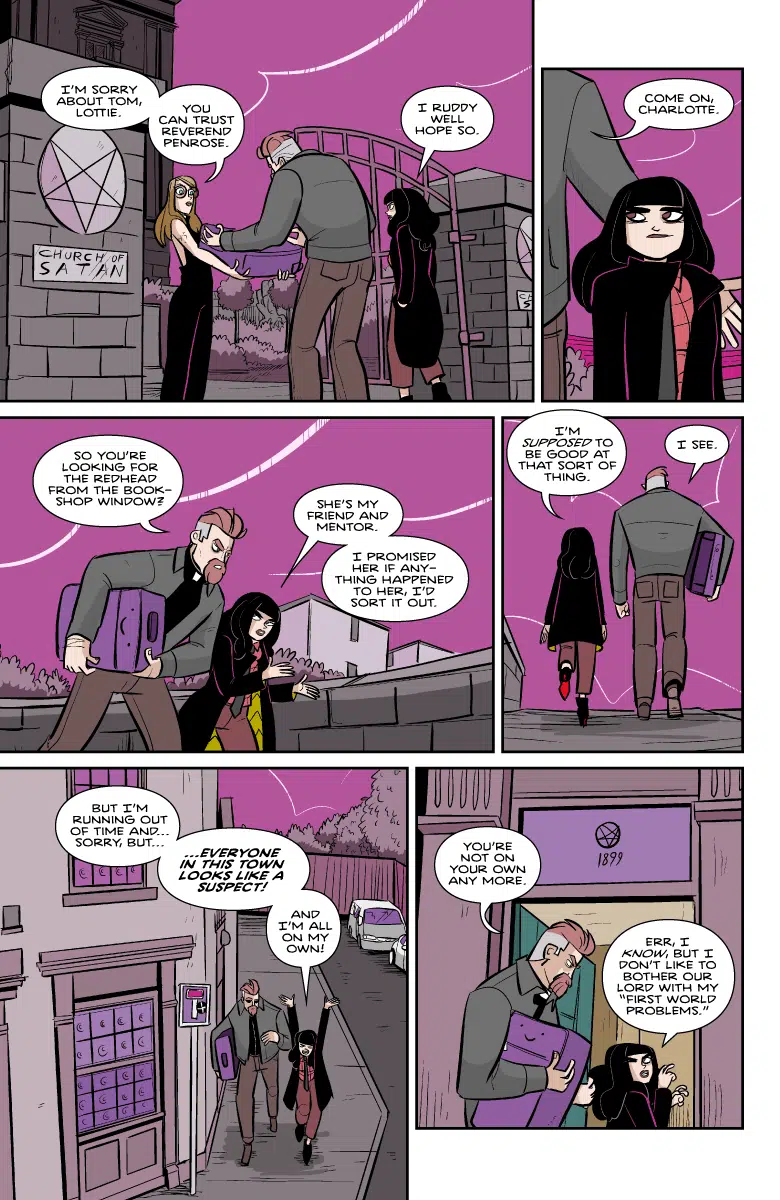 I'M SORRY
ABOUT TOM,
LOTTIE.
YOU
CAN TRUST
REVEREND
PENROSE.
I RUDDY
WELL
HOPE SO.
CHURCH OF
SATAN
COME ON,
CHARLOTTE.
SO YOU'RE
LOOKING FOR
THE REDHEAD
FROM THE BOOK-
SHOP WINDOW?
SHE'S MY
FRIEND AND
MENTOR.
I PROMISED
HER IF ANY-
THING HAPPENED
TO HER, I'D
SORT IT OUT.
I'M
SUPPOSED TO
BE GOOD AT
THAT SORT OF
THING.
I SEE.
BUT I'M
RUNNING OUT
OF TIME AND...
SORRY, BUT...
...EVERYONE
IN THIS TOWN
LOOKS LIKE A
SUSPECT!
AND
I'M ALL
ON MY
OWN!
1899
YOU'RE
NOT ON
YOUR OWN
ANY MORE.
ERR, I
KNOW, BUT I
DON'T LIKE TO
BOTHER OUR
LORD WITH MY
"FIRST WORLD
PROBLEMS."